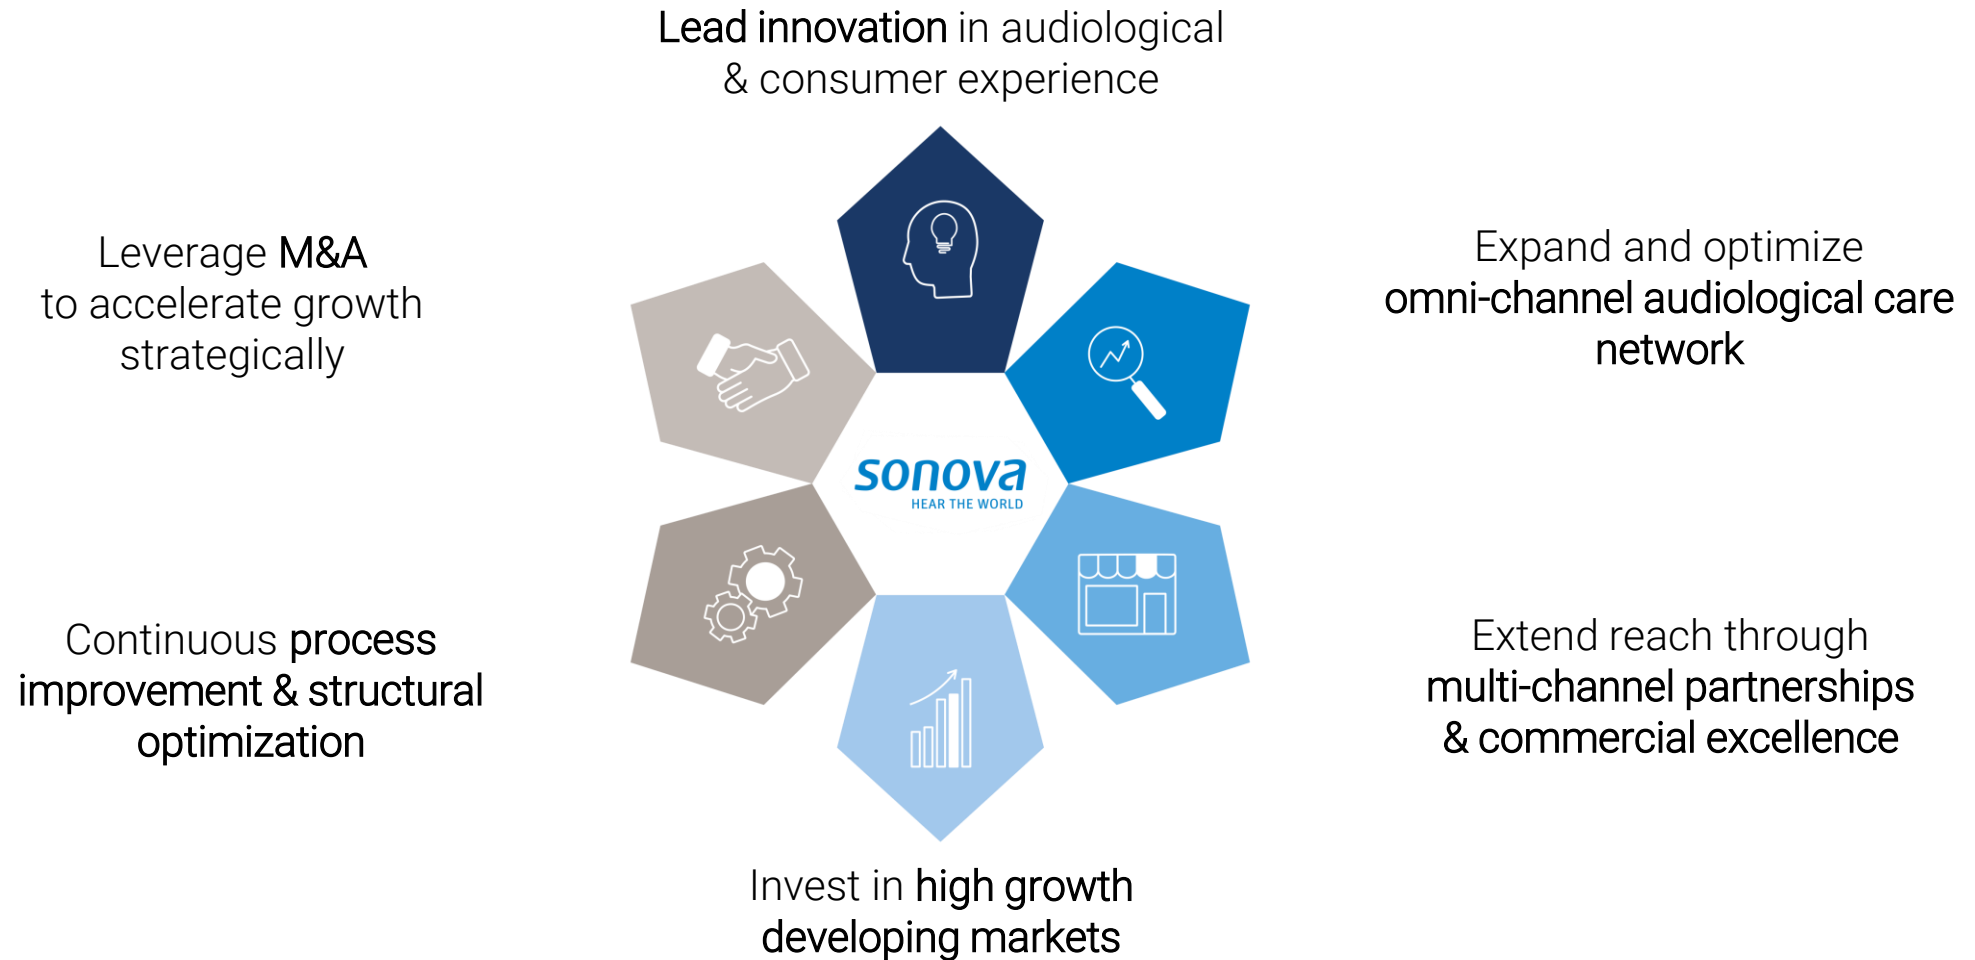 Lead innovation in audiological
& consumer experience
Leverage M&A
to accelerate growth
strategically
Expand and optimize
omni-channel audiological care
network
sonova
HEAR THE WORLD
Continuous process
improvement & structural
optimization
Extend reach through
multi-channel partnerships
& commercial excellence
Invest in high growth
developing markets